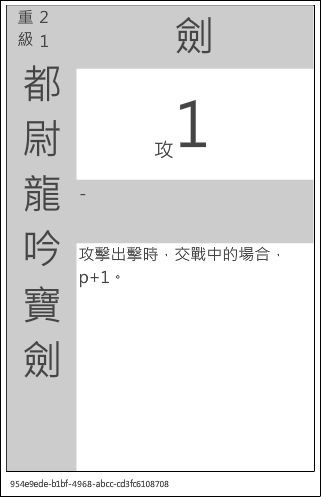 重 2
級 1
劍
都尉龍吟寶劍
攻 1
-
攻擊出擊時，交戰中的場合，
p+1。
954e9ede-b1bf-4968-abcc-cd3fc6108708